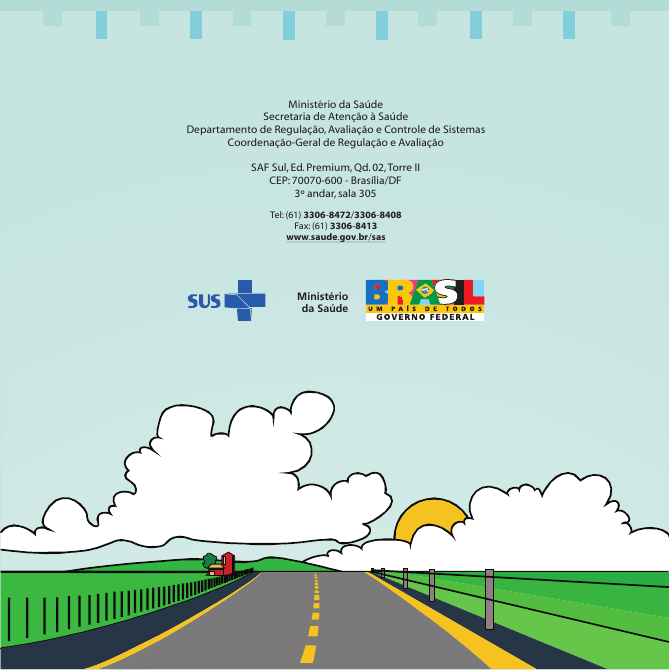 Ministério da Saúde
Secretaria de Atenção à Saúde
Departamento de Regulação, Avaliação e Controle de Sistemas
Coordenação-Geral de Regulação e Avaliação
SAF Sul, Ed. Premium, Qd. 02, Torre II
CEP: 70070-600 - Brasília/DF
3º andar, sala 305
Tel: (61) 3306-8472/3306-8408
Fax: (61) 3306-8413
www.saude.gov.br/sas
SUS
Ministério
da Saúde
BRASIL
UM PAÍS DE TODOS
GOVERNO FEDERAL